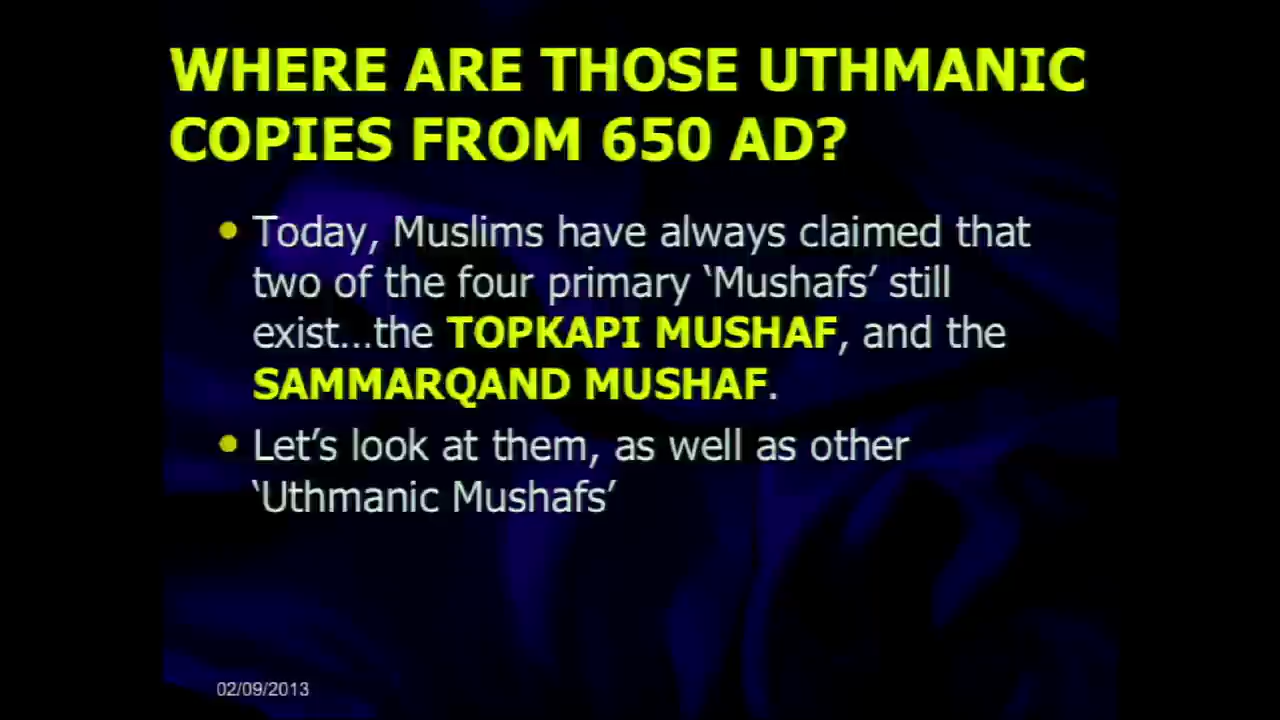 WHERE ARE THOSE UTHMANIC
COPIES FROM 650 AD?
• Today, Muslims have always claimed that
two of the four primary ‘Mushafs’ still
exist…the TOPKAPI MUSHAF, and the
SAMMARQAND MUSHAF.
• Let’s look at them, as well as other
‘Uthmanic Mushafs’
02/09/2013